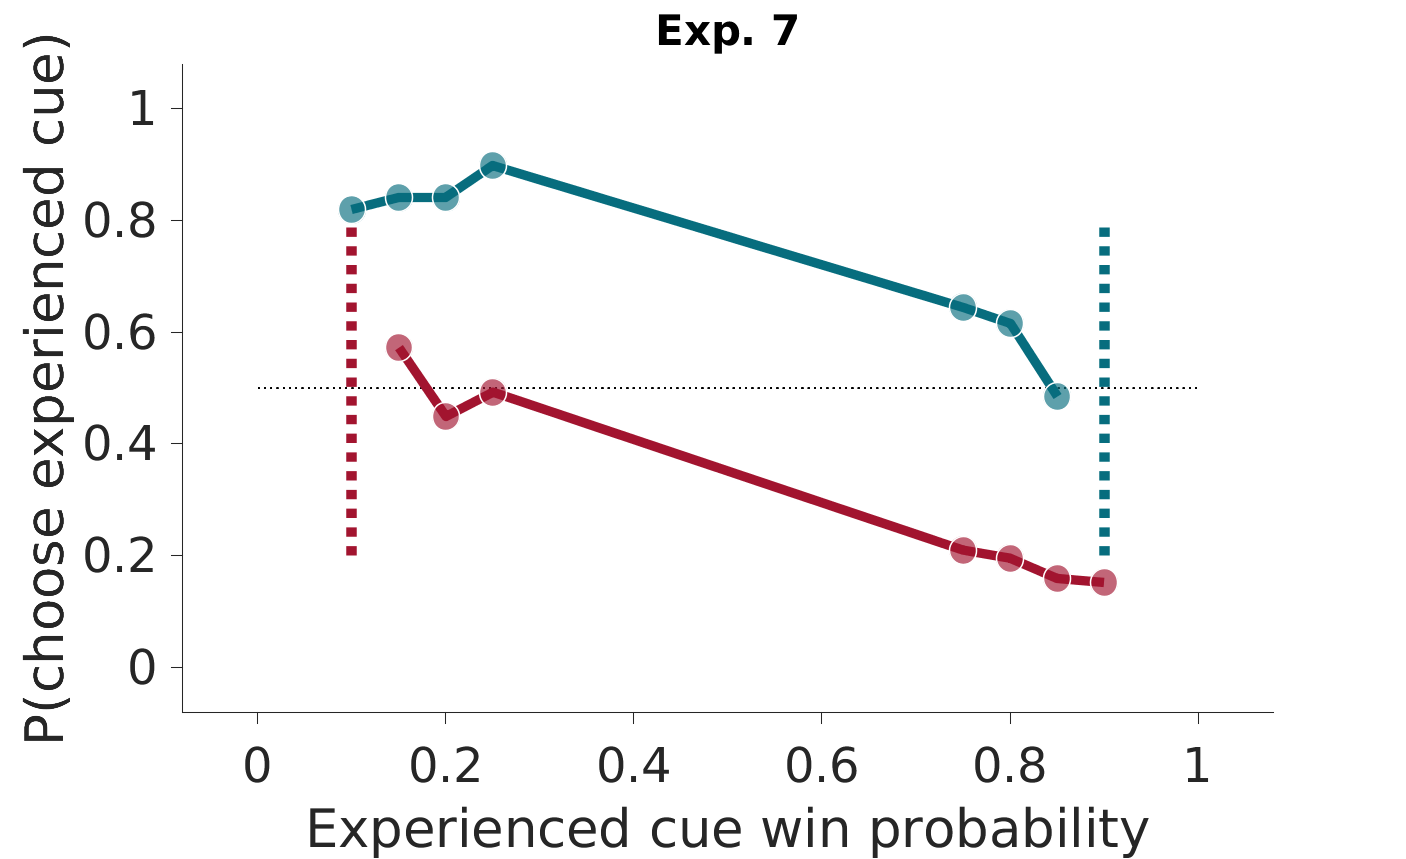 Exp. 7
P(choose experienced cue)
1
0.8
0.6
0.4
0.2
0
0 0.2 0.4 0.6 0.8 1
Experienced cue win probability